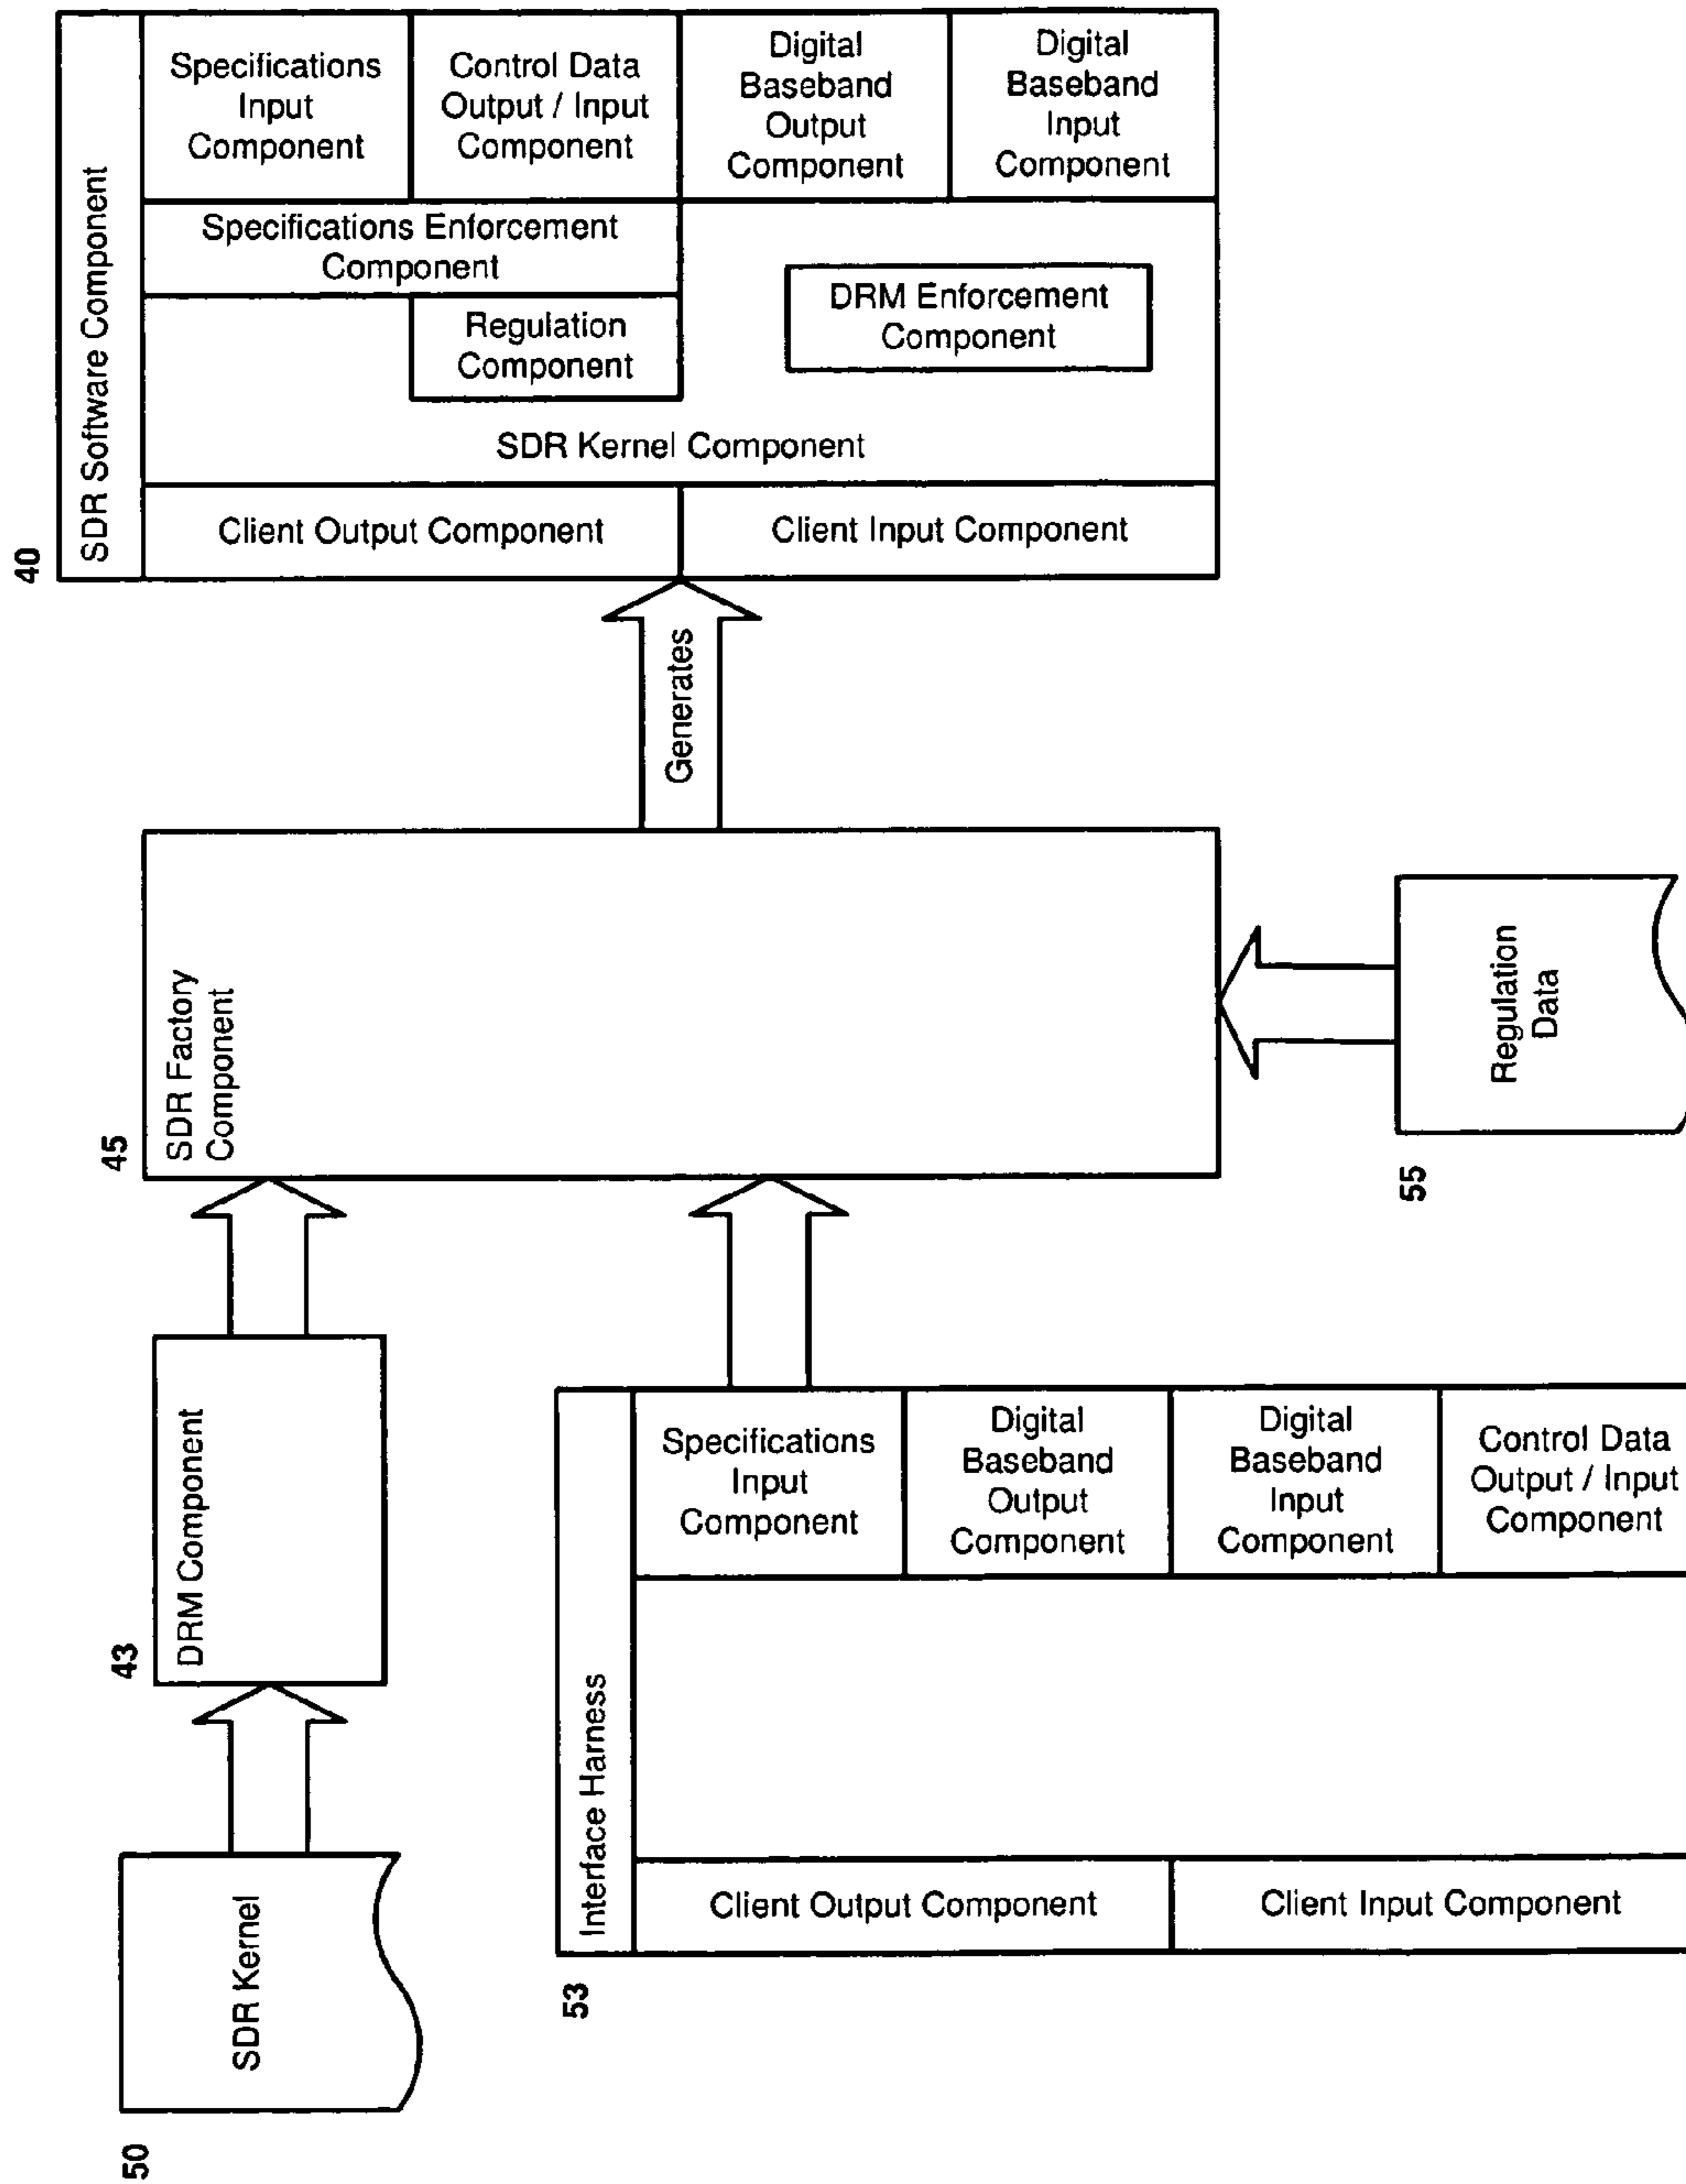 40
SDR Software Component
Specifications
Input
Component
Control Data
Output / Input
Component
Digital
Baseband
Output
Component
Digital
Baseband
Input
Component
Specifications Enforcement
Component
Regulation
Component
DRM Enforcement
Component
SDR Kernel Component
Client Output Component
Client Input Component
Generates
45
SDR Factory
Component
55
Regulation
Data
43
DRM Component
50
SDR Kernel
53
Interface Harness
Specifications
Input
Component
Digital
Baseband
Output
Component
Digital
Baseband
Input
Component
Control Data
Output / Input
Component
Client Output Component
Client Input Component